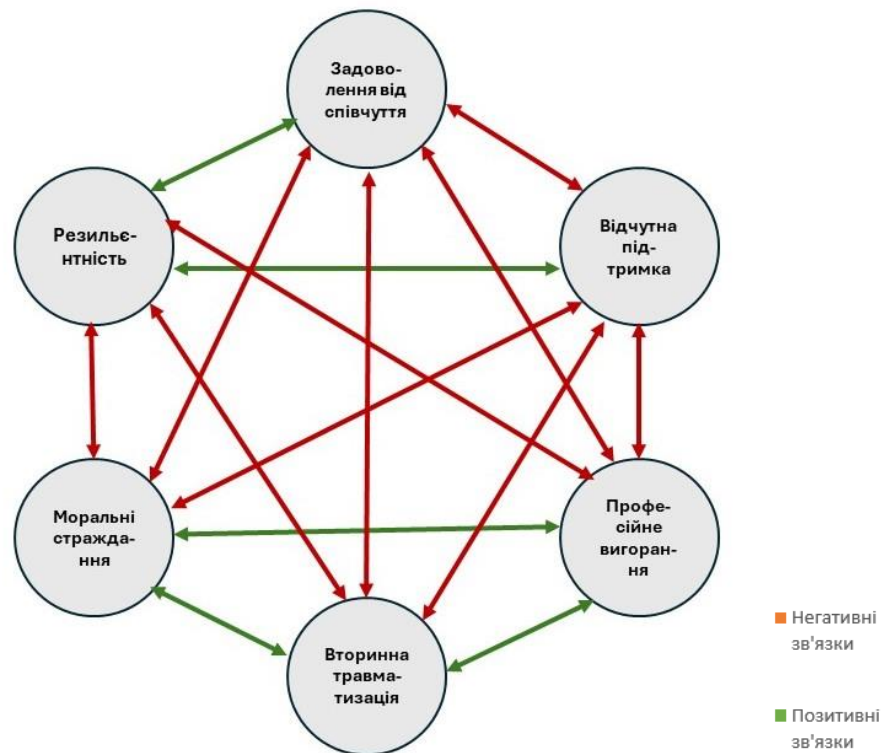 Задово-
лення від
співчуття
Резильє-
нтність
Відчутна
під-
тримка
Моральні
стражда-
ння
Профе-
сійне
вигоран-
ня
Вторинна
травма-
тизація
Негативні
зв'язки
Позитивні
зв'язки